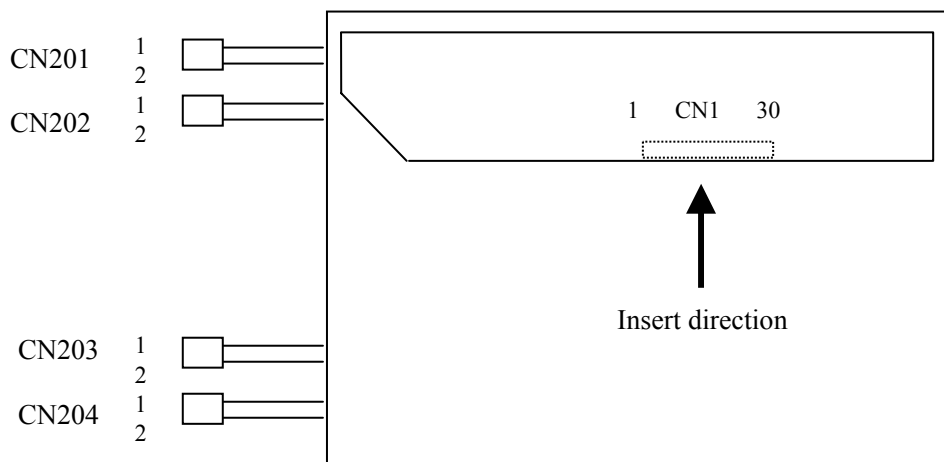 CN201 1
2
CN202 1
2
1 CN1 30
Insert direction
CN203 1
2
CN204 1
2